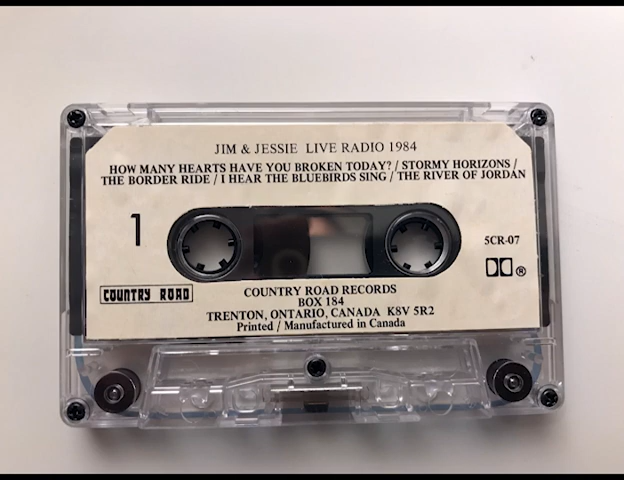 JIM & JESSIE LIVE RADIO 1984
HOW MANY HEARTS HAVE YOU BROKEN TODAY? / STORMY HORIZONS /
THE BORDER RIDE / I HEAR THE BLUEBIRDS SING / THE RIVER OF JORDAN
1
5CR-07
®
COUNTRY ROAD
COUNTRY ROAD RECORDS
BOX 184
TRENTON, ONTARIO, CANADA K8V 5R2
Printed / Manufactured in Canada